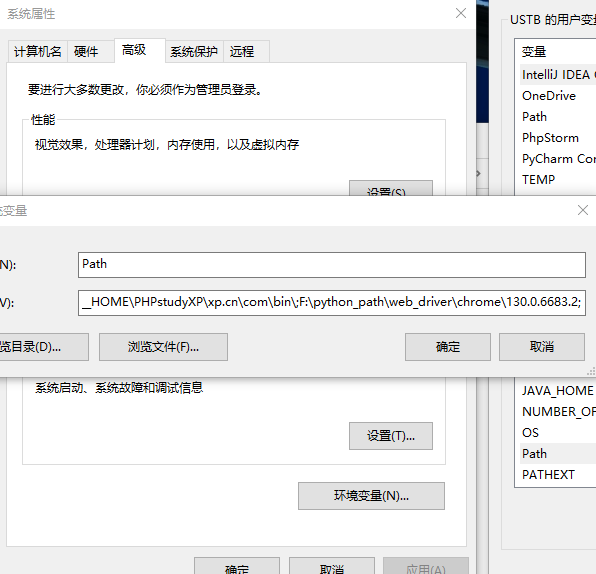 系统属性
计算机名 硬件 高级 系统保护 远程
要进行大多数更改，你必须作为管理员登录。
性能
视觉效果，处理器计划，内存使用，以及虚拟内存
设置(S)
变量
N):
Path
V):
__HOME\PHPstudyXP\xp.cn\com\bin\;F:\python_path\web_driver\chrome\130.0.6683.2;
览目录(D)...
浏览文件(F)...
确定
取消
系统启动、系统故障和调试信息
设置(T)...
环境变量(N)...
确定
取消
应用(A)
USTB 的用户变
变量
IntelliJ IDEA
OneDrive
Path
PhpStorm
PyCharm Cor
TEMP
JAVA_HOME
NUMBER_OF
OS
Path
PATHEXT